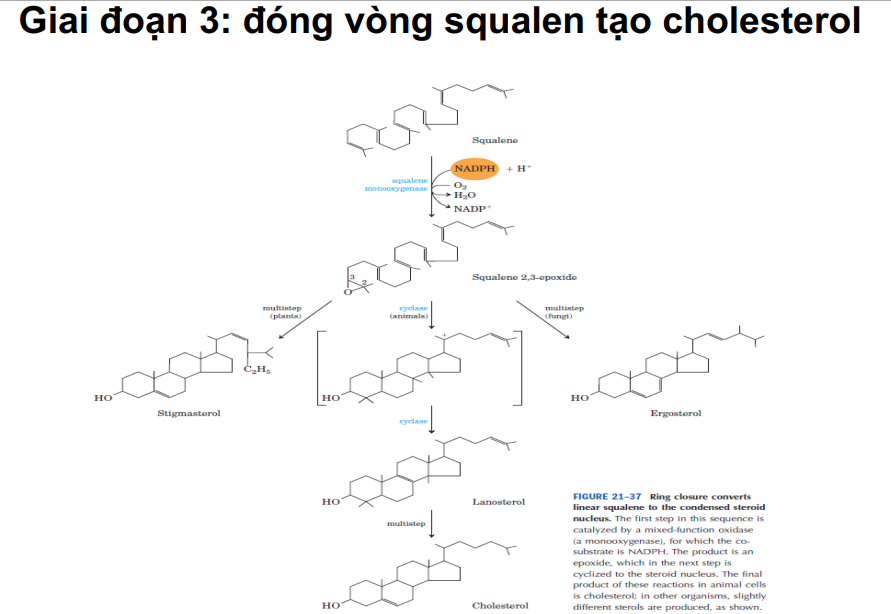 Giai đoạn 3: đóng vòng squalen tạo cholesterol
Squalene
NADPH + H⁺
squalene
monooxygenase
O₂
H₂O
NADP⁺
3
2
O
Squalene 2,3-epoxide
multistep
(plants)
cyclase
(animals)
multistep
(fungi)
+
C₂H₅
HO
HO
HO
Stigmasterol
Ergosterol
cyclase
HO
Lanosterol
multistep
HO
Cholesterol
FIGURE 21–37 Ring closure converts
linear squalene to the condensed steroid
nucleus. The first step in this sequence is
catalyzed by a mixed-function oxidase
(a monooxygenase), for which the co-
substrate is NADPH. The product is an
epoxide, which in the next step is
cyclized to the steroid nucleus. The final
product of these reactions in animal cells
is cholesterol; in other organisms, slightly
different sterols are produced, as shown.